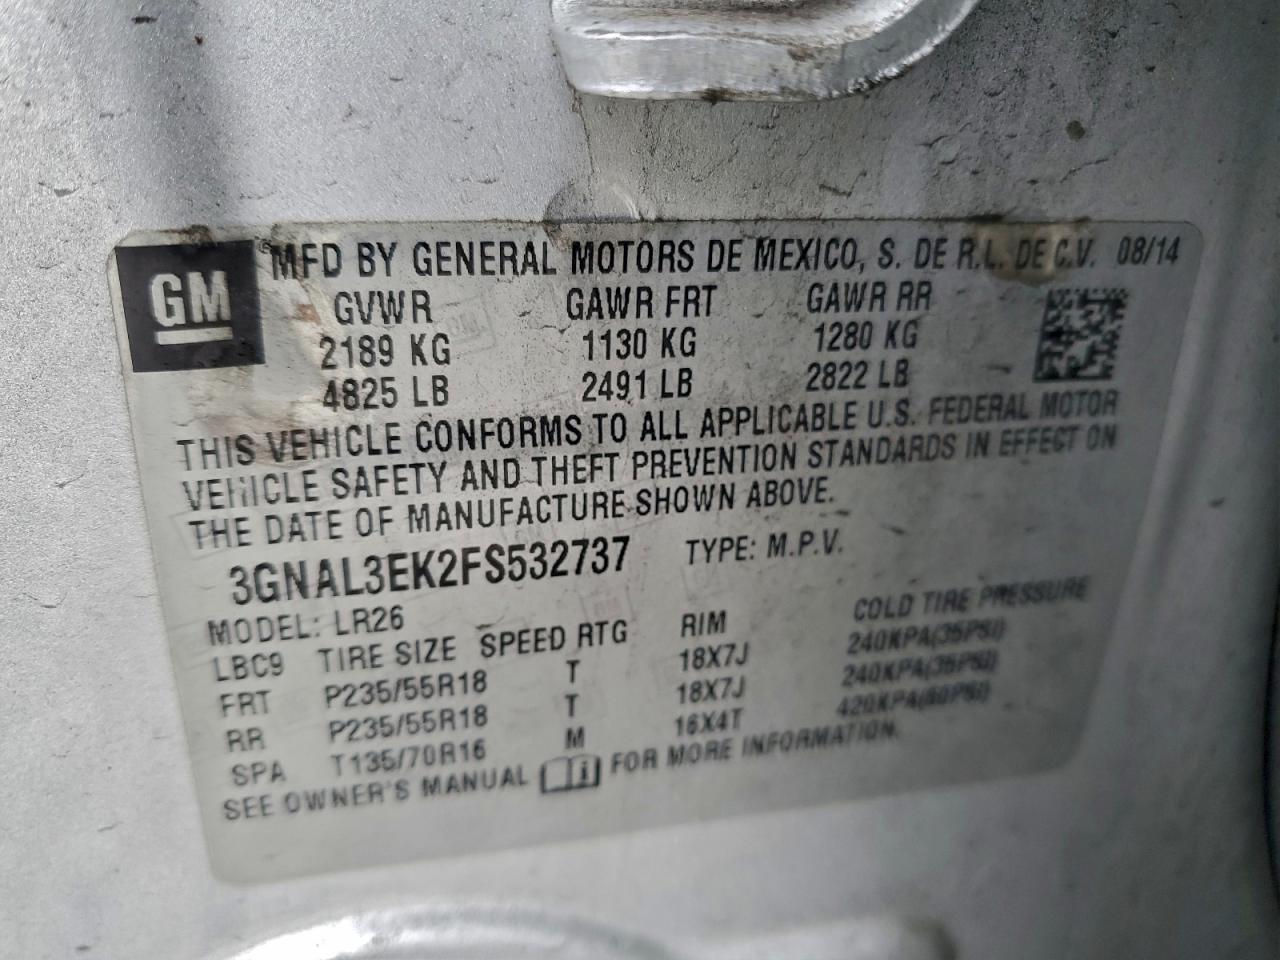 GM MFD BY GENERAL MOTORS DE MEXICO, S. DE R.L. DE C.V. 08/14
GVWR GAWR FRT GAWR RR
2189 KG 1130 KG 1280 KG
4825 LB 2491 LB 2822 LB
THIS VEHICLE CONFORMS TO ALL APPLICABLE U.S. FEDERAL MOTOR
VEHICLE SAFETY AND THEFT PREVENTION STANDARDS IN EFFECT ON
THE DATE OF MANUFACTURE SHOWN ABOVE.
3GNAL3EK2FS532737 TYPE: M.P.V.
MODEL: LR26
LBC9 TIRE SIZE SPEED RTG RIM COLD TIRE PRESSURE
FRT P235/55R18 T 18X7J 240KPA(35PSI)
RR P235/55R18 T 18X7J 240KPA(35PSI)
SPA T135/70R16 M 16X4T 420KPA(60PSI)
SEE OWNER'S MANUAL FOR MORE INFORMATION.